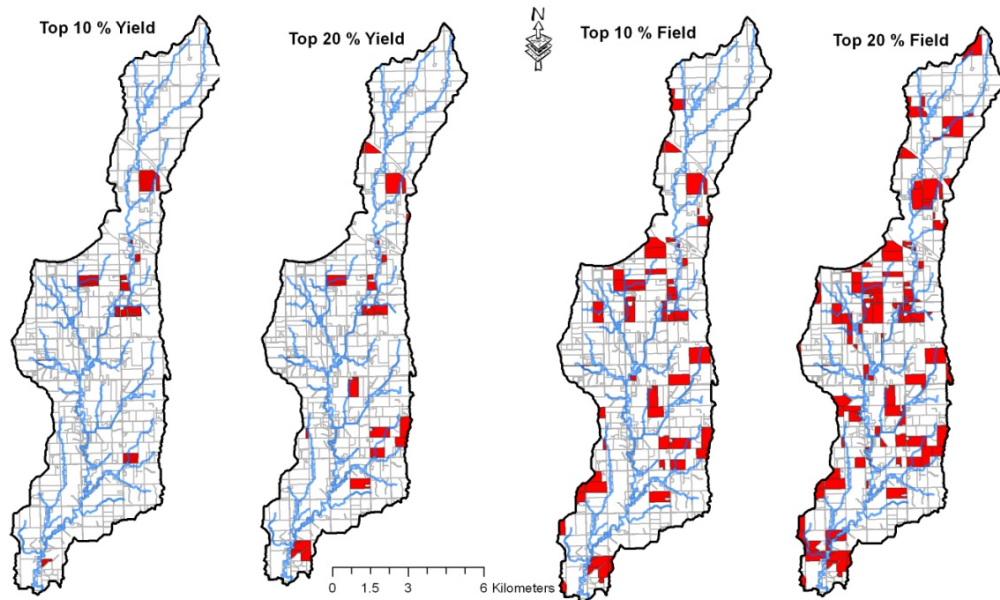 Top 10 % Yield
Top 20 % Yield
N
Top 10 % Field
Top 20 % Field
0 1.5 3 6 Kilometers